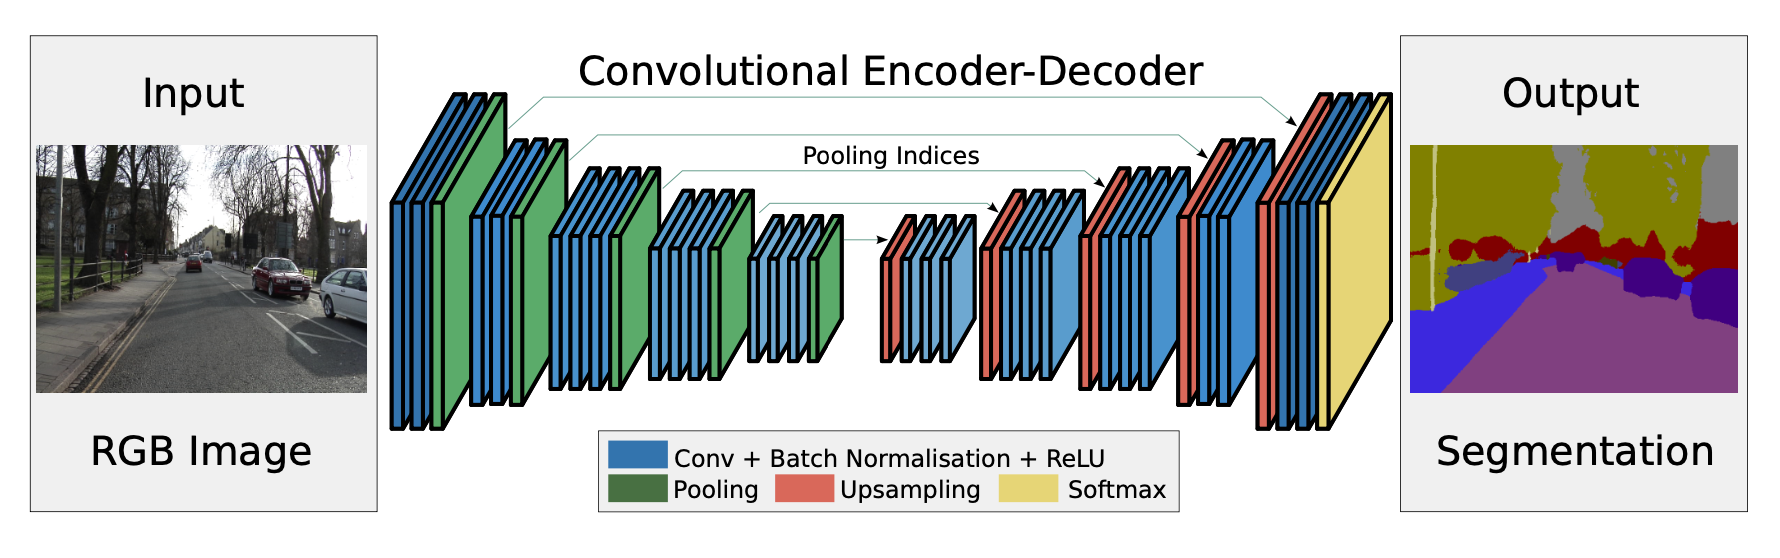 Input
RGB Image
Convolutional Encoder-Decoder
Pooling Indices
Conv + Batch Normalisation + ReLU
Pooling Upsampling Softmax
Output
Segmentation